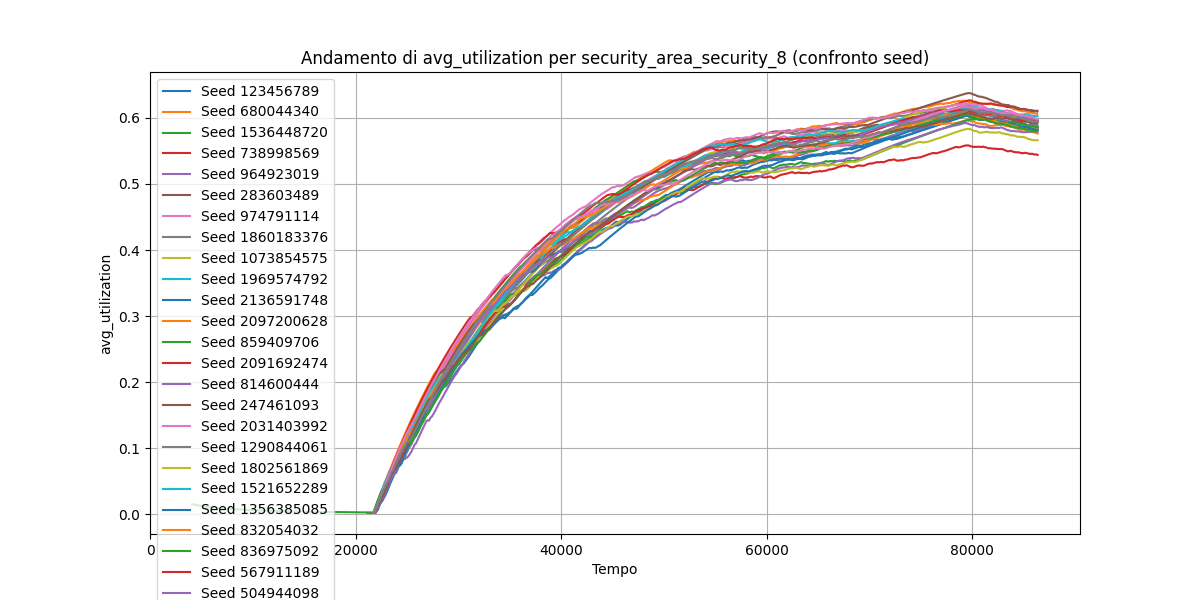 Andamento di avg_utilization per security_area_security_8 (confronto seed)
avg_utilization
0.6
0.5
0.4
0.3
0.2
0.1
0.0
Seed 123456789
Seed 680044340
Seed 1536448720
Seed 738998569
Seed 964923019
Seed 283603489
Seed 974791114
Seed 1860183376
Seed 1073854575
Seed 1969574792
Seed 2136591748
Seed 2097200628
Seed 859409706
Seed 2091692474
Seed 814600444
Seed 247461093
Seed 2031403992
Seed 1290844061
Seed 1802561869
Seed 1521652289
Seed 1356385085
Seed 832054032
Seed 836975092
Seed 567911189
Seed 504944098
0 20000 40000 60000 80000
Tempo